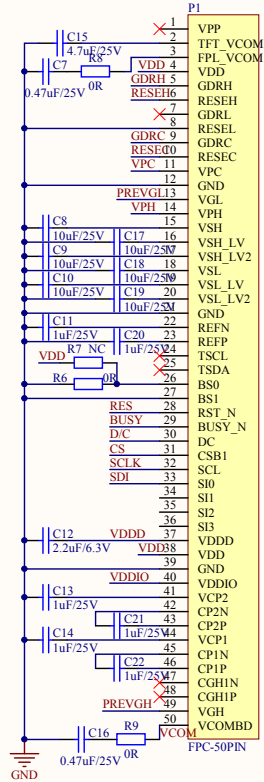 P1
1 VPP
C15 2 TFT_VCOM
4.7uF/25V R8 3 FPL_VCOM
C7 VDD 4 VDD
0R GDRH 5 GDRH
0.47uF/25V RESEH 6 RESEH
7 GDRL
8 RESEL
GDRC 9 GDRC
RESEC 10 RESEC
VPC 11 VPC
12 GND
PREVGL 13 VGL
VPH 14 VPH
C8 15 VSH
10uF/25V C17 16 VSH_LV
C9 10uF/25V 17 VSH_LV2
10uF/25V C18 18 VSL
C10 10uF/25V 19 VSL_LV
10uF/25V C19 20 VSL_LV2
10uF/25V 21 GND
C11 22 REFN
1uF/25V C20 23 REFP
R7 NC 1uF/25V 24 TSCL
VDD 25 TSDA
R6 0R 26 BS0
27 BS1
RES 28 RST_N
BUSY 29 BUSY_N
D/C 30 DC
CS 31 CSB1
SCLK 32 SCL
SDI 33 SI0
34 SI1
35 SI2
36 SI3
C12 VDDD 37 VDDD
2.2uF/6.3V VDD 38 VDD
39 GND
VDDIO 40 VDDIO
C13 41 VCP2
1uF/25V 42 CP2N
C21 43 CP2P
C14 1uF/25V 44 VCP1
1uF/25V 45 CP1N
C22 46 CP1P
1uF/25V 47 CGH1N
48 CGH1P
PREVGH 49 VGH
R9 50 VCOMBD
C16 VCOM
0R FPC-50PIN
0.47uF/25V
GND